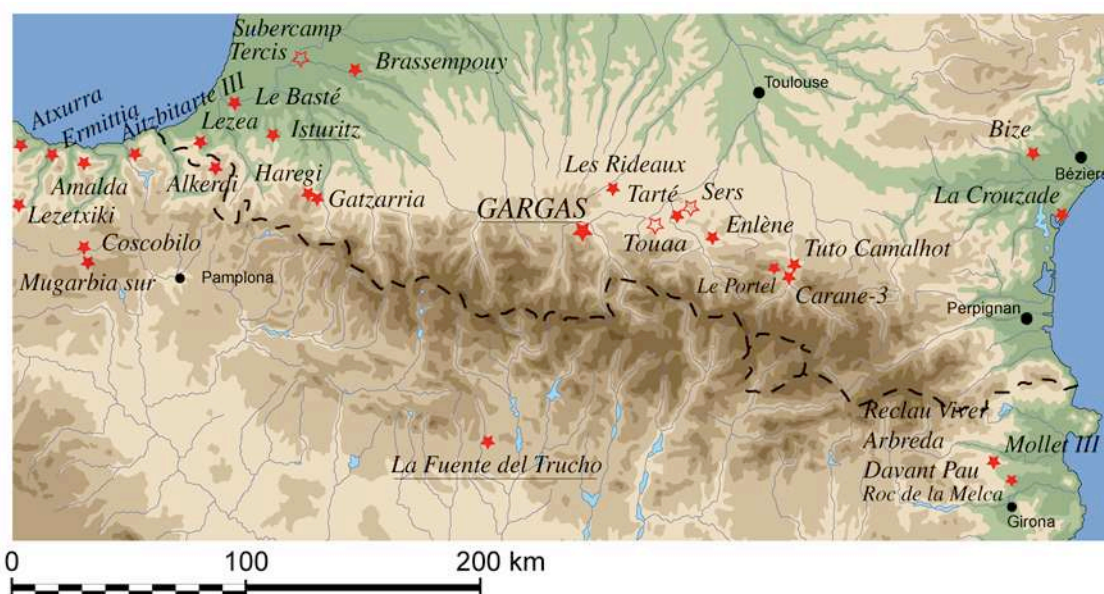 Subercamp
Tercis
Brassempouy
Toulouse
Atxurra
Ermittia
Aitzbitarte III
Le Basté
Lezea
Isturitz
Bize
Béziers
Amalda
Alkerdi
Haregi
Gatzarria
Les Rideaux
Tarté
Sers
La Crouzade
Lezetxiki
GARGAS
Touaa
Enlène
Coscobilo
Tuto Camalhot
Mugarbia sur
Pamplona
Le Portel
Carane-3
Perpignan
Reclau Viver
Arbreda
Mollet III
La Fuente del Trucho
Davant Pau
Roc de la Melca
Girona
0 100 200 km